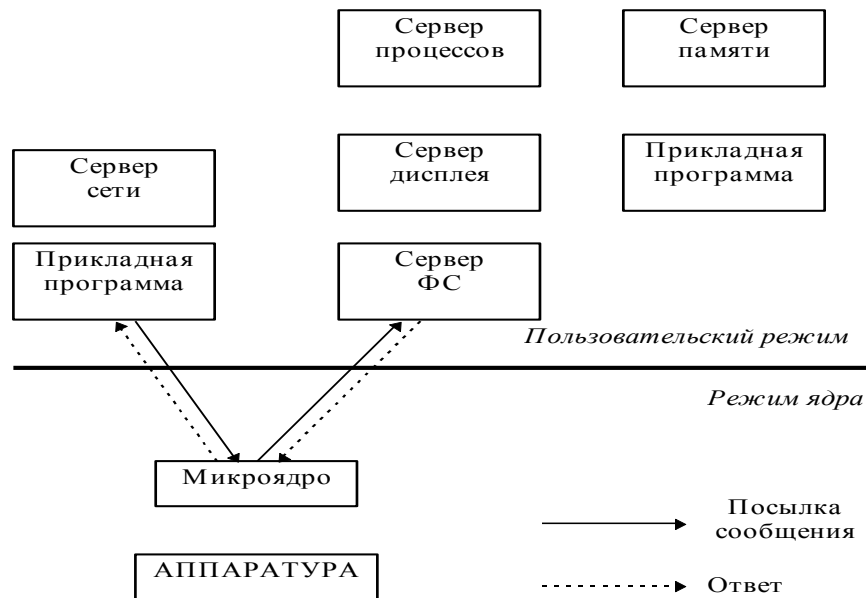 Сервер
процессов
Сервер
памяти
Сервер
сети
Сервер
дисплея
Прикладная
программа
Прикладная
программа
Сервер
ФС
Пользовательский режим
Режим ядра
Микроядро
Посылка
сообщения
АППАРАТУРА
Ответ